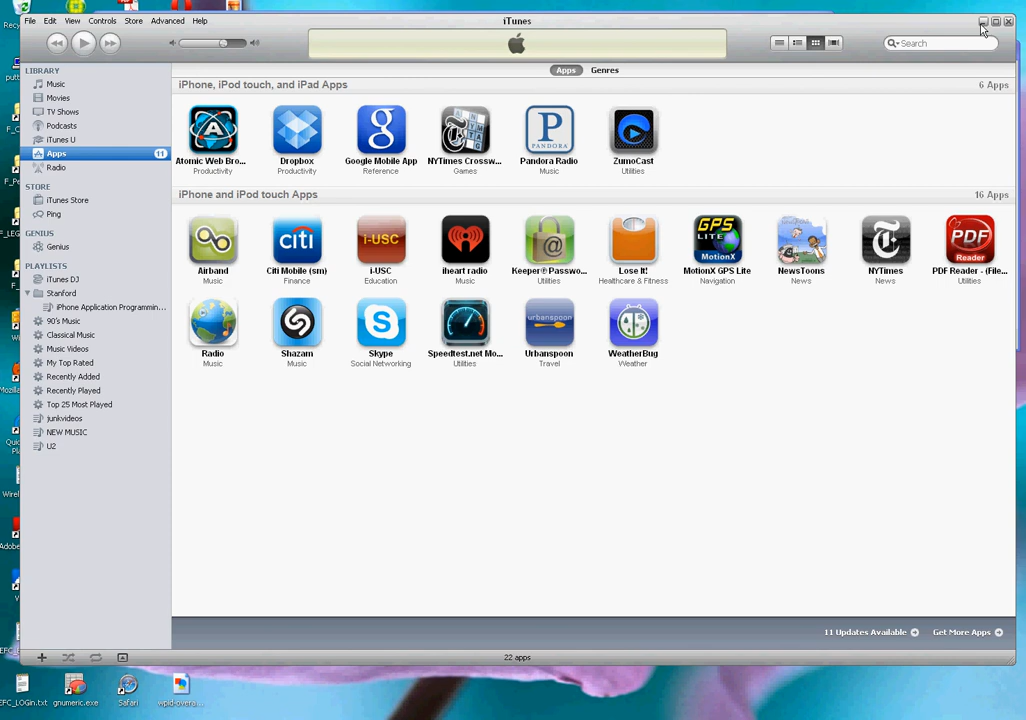 File Edit View Controls Store Advanced Help
iTunes
Search
LIBRARY
Music
Movies
TV Shows
Podcasts
iTunes U
Apps 11
Radio
STORE
iTunes Store
Ping
GENIUS
Genius
PLAYLISTS
iTunes DJ
Stanford
iPhone Application Programmin...
90's Music
Classical Music
Music Videos
My Top Rated
Recently Added
Recently Played
Top 25 Most Played
junkvideos
NEW MUSIC
U2
Apps Genres
iPhone, iPod touch, and iPad Apps 6 Apps
Atomic Web Bro... Dropbox Google Mobile App NYTimes Crossw... Pandora Radio ZumoCast
Productivity Productivity Reference Games Music Utilities
iPhone and iPod touch Apps 16 Apps
Airband Citi Mobile (sm) i-USC iheart radio Keeper® Passwo... Lose It! MotionX GPS Lite NewsToons NYTimes PDF Reader - (File...
Music Finance Education Music Utilities Healthcare & Fitness Navigation News News Utilities
Radio Shazam Skype Speedtest.net Mo... Urbanspoon WeatherBug
Music Music Social Networking Utilities Travel Weather
11 Updates Available Get More Apps
22 apps
EFC_LOGin.txt gnumeric.exe Safari wpid-overa...